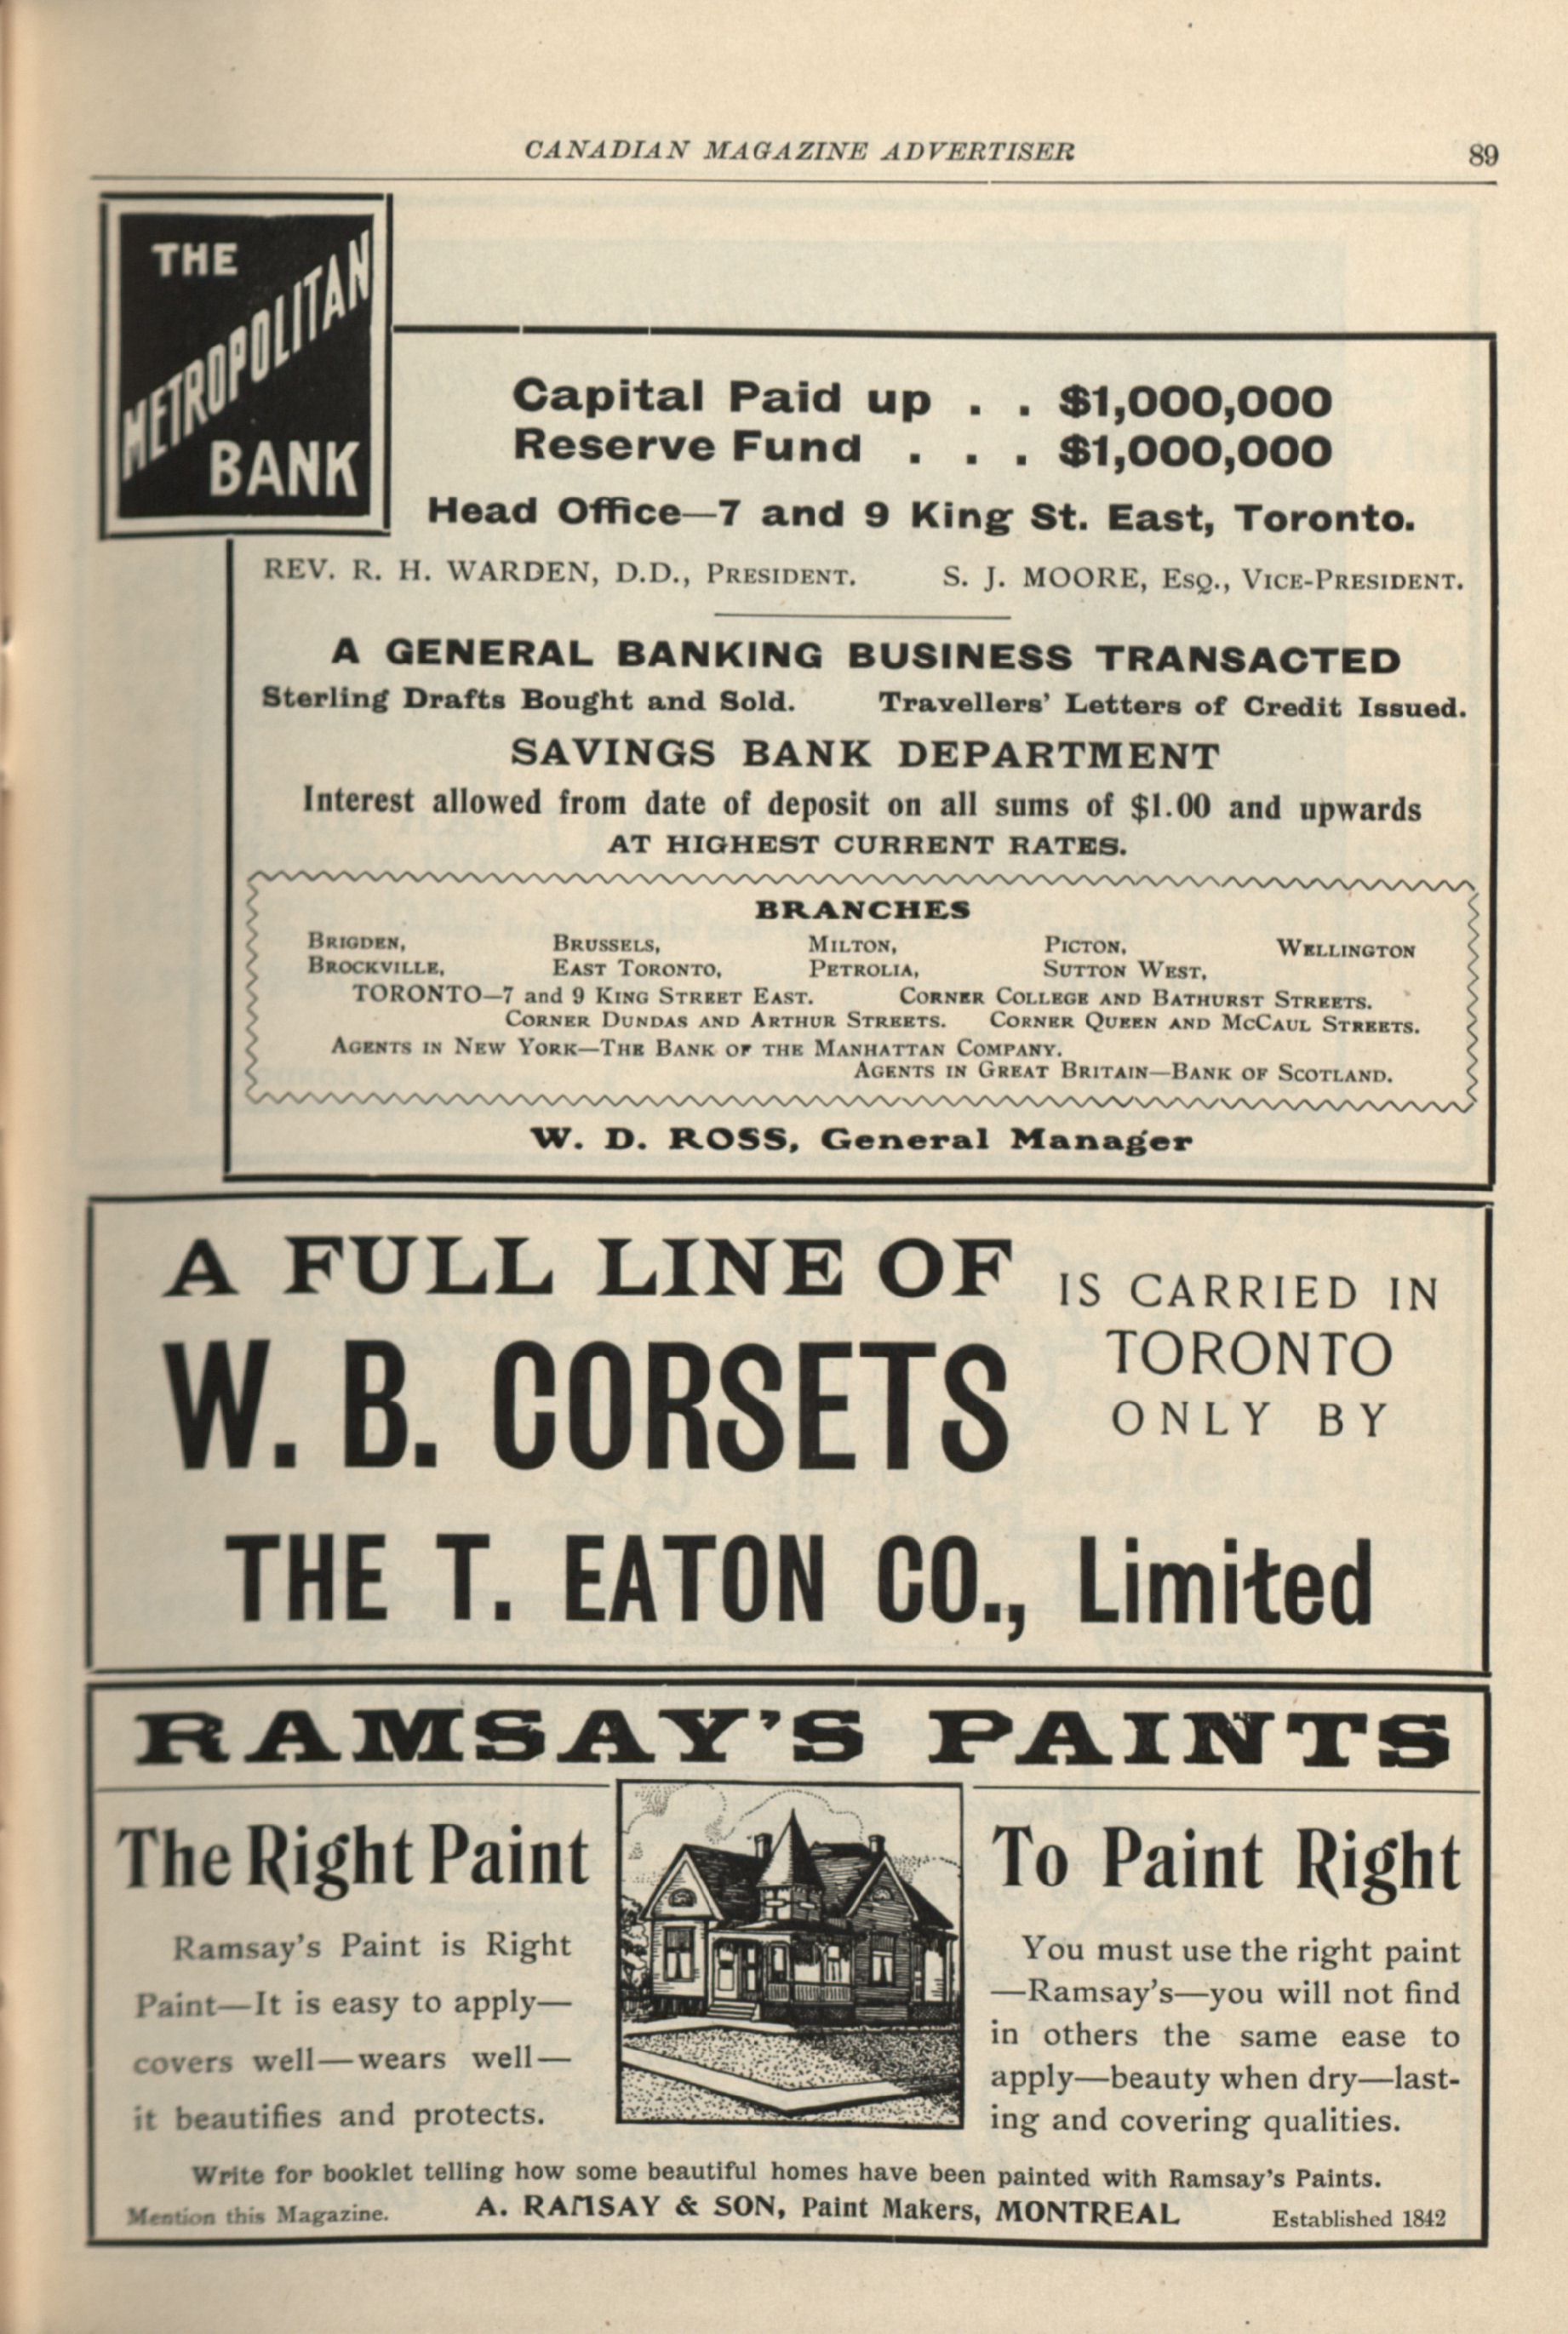 CANADIAN MAGAZINE ADVERTISER 89
THE
METROPOLITAN
BANK
Capital Paid up . . $1,000,000
Reserve Fund . . . $1,000,000
Head Office—7 and 9 King St. East, Toronto.
REV. R. H. WARDEN, D.D., PRESIDENT. S. J. MOORE, ESQ., VICE-PRESIDENT.
A GENERAL BANKING BUSINESS TRANSACTED
Sterling Drafts Bought and Sold. Travellers' Letters of Credit Issued.
SAVINGS BANK DEPARTMENT
Interest allowed from date of deposit on all sums of $1.00 and upwards
AT HIGHEST CURRENT RATES.
BRANCHES
BRIGDEN, BRUSSELS, MILTON, PICTON, WELLINGTON
BROCKVILLE, EAST TORONTO, PETROLIA, SUTTON WEST,
TORONTO—7 and 9 KING STREET EAST. CORNER COLLEGE AND BATHURST STREETS.
CORNER DUNDAS AND ARTHUR STREETS. CORNER QUEEN AND MCCAUL STREETS.
AGENTS IN NEW YORK—THE BANK OF THE MANHATTAN COMPANY.
AGENTS IN GREAT BRITAIN—BANK OF SCOTLAND.
W. D. ROSS, General Manager
A FULL LINE OF
W. B. CORSETS
IS CARRIED IN
TORONTO
ONLY BY
THE T. EATON CO., Limited
RAMSAY'S PAINTS
The Right Paint
Ramsay's Paint is Right
Paint—It is easy to apply—
covers well—wears well—
it beautifies and protects.
To Paint Right
You must use the right paint
—Ramsay's—you will not find
in others the same ease to
apply—beauty when dry—last-
ing and covering qualities.
Write for booklet telling how some beautiful homes have been painted with Ramsay's Paints.
Mention this Magazine. A. RAMSAY & SON, Paint Makers, MONTREAL Established 1842